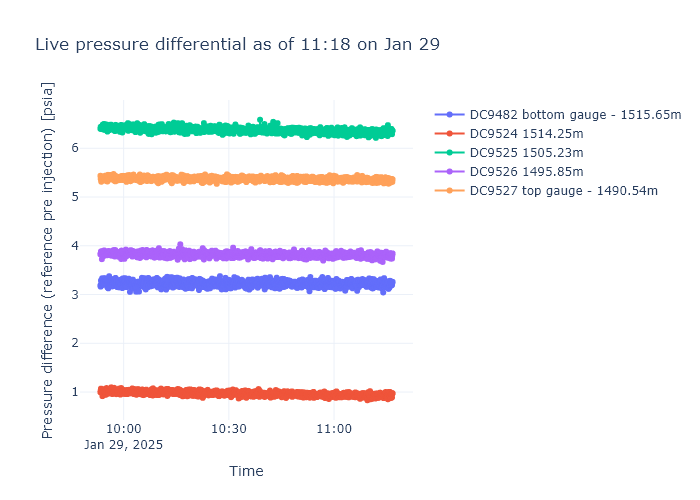 Live pressure differential as of 11:18 on Jan 29
Pressure difference (reference pre injection) [psia]
6
5
4
3
2
1
10:00
Jan 29, 2025
10:30
11:00
Time
DC9482 bottom gauge - 1515.65m
DC9524 1514.25m
DC9525 1505.23m
DC9526 1495.85m
DC9527 top gauge - 1490.54m